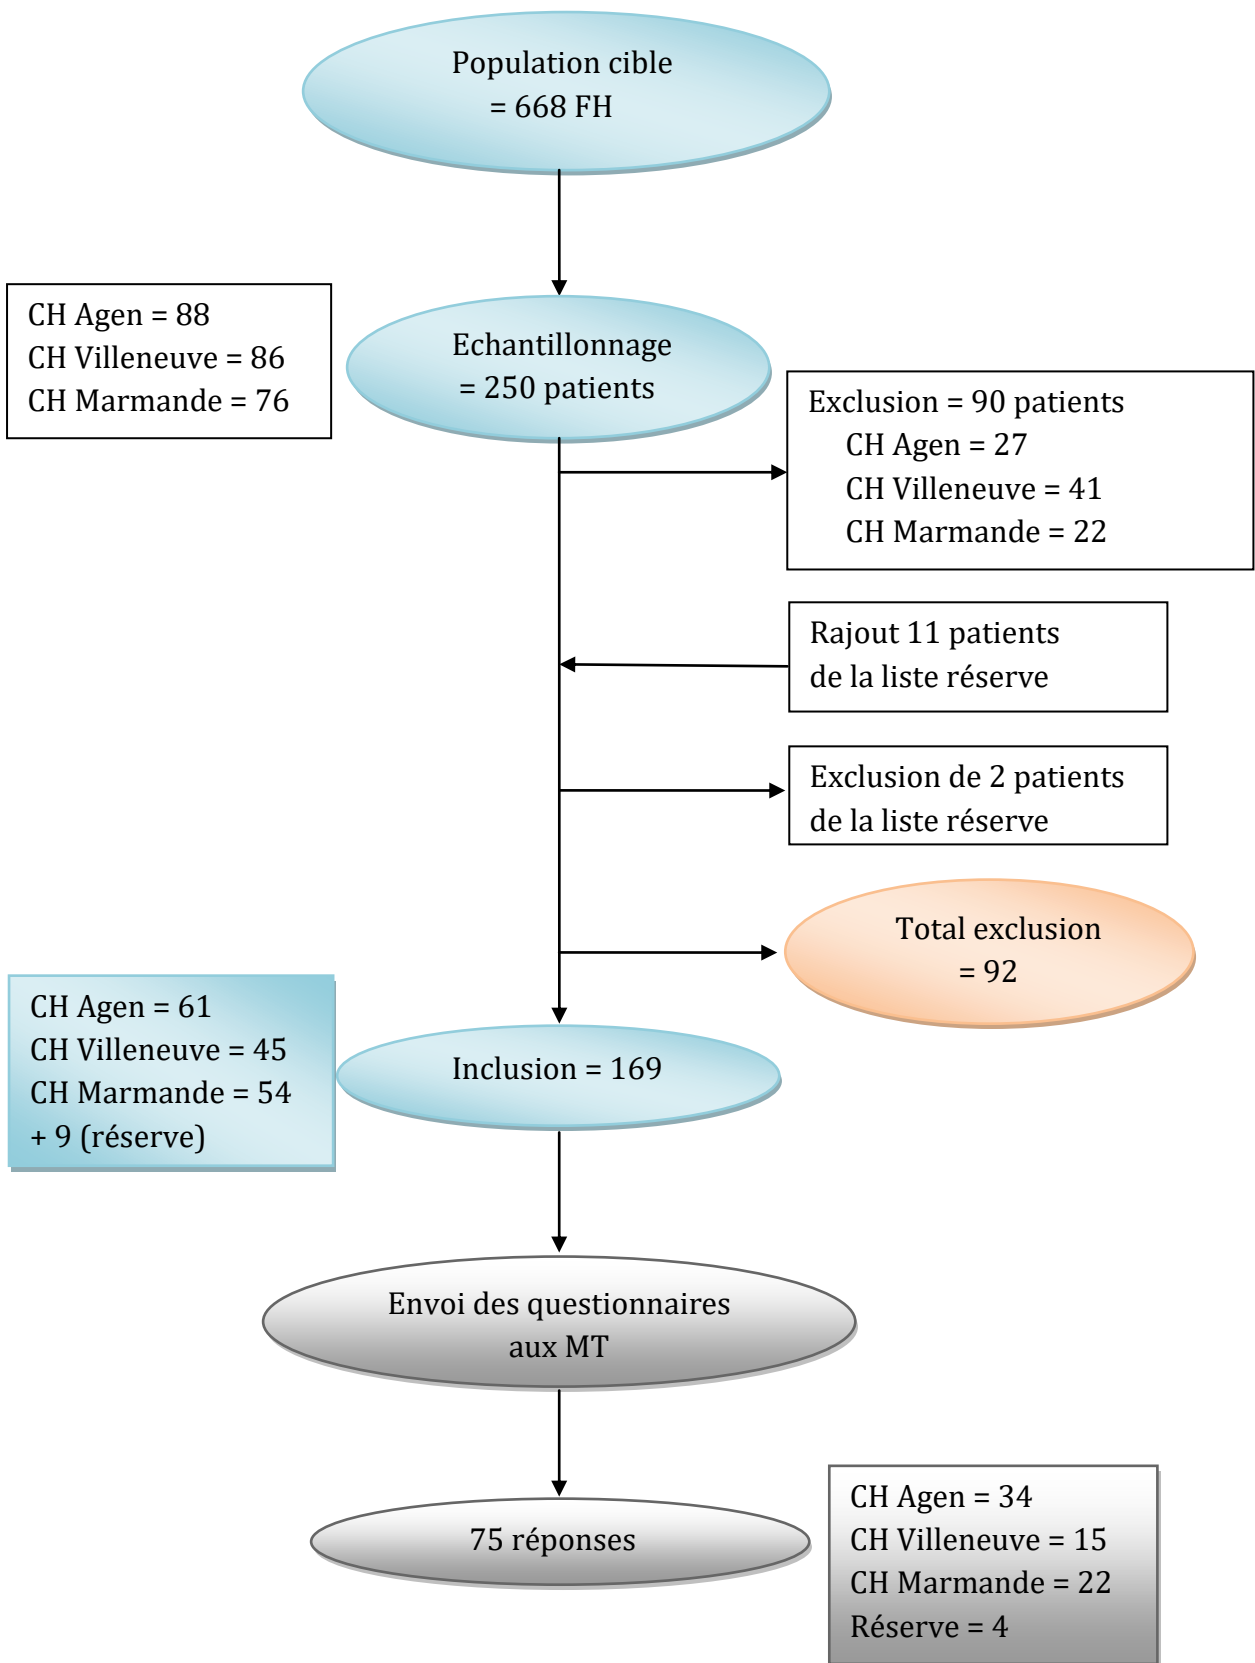 Population cible
= 668 FH
CH Agen = 88
CH Villeneuve = 86
CH Marmande = 76
Echantillonnage
= 250 patients
Exclusion = 90 patients
CH Agen = 27
CH Villeneuve = 41
CH Marmande = 22
Rajout 11 patients
de la liste réserve
Exclusion de 2 patients
de la liste réserve
Total exclusion
= 92
CH Agen = 61
CH Villeneuve = 45
CH Marmande = 54
+ 9 (réserve)
Inclusion = 169
Envoi des questionnaires
aux MT
75 réponses
CH Agen = 34
CH Villeneuve = 15
CH Marmande = 22
Réserve = 4